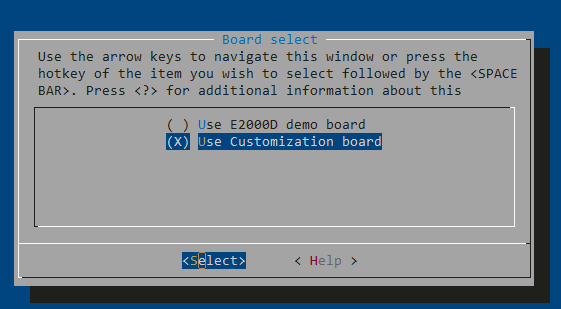 Board select
Use the arrow keys to navigate this window or press the
hotkey of the item you wish to select followed by the <SPACE
BAR>. Press <?> for additional information about this
( ) Use E2000D demo board
(X) Use Customization board
<Select> < Help >